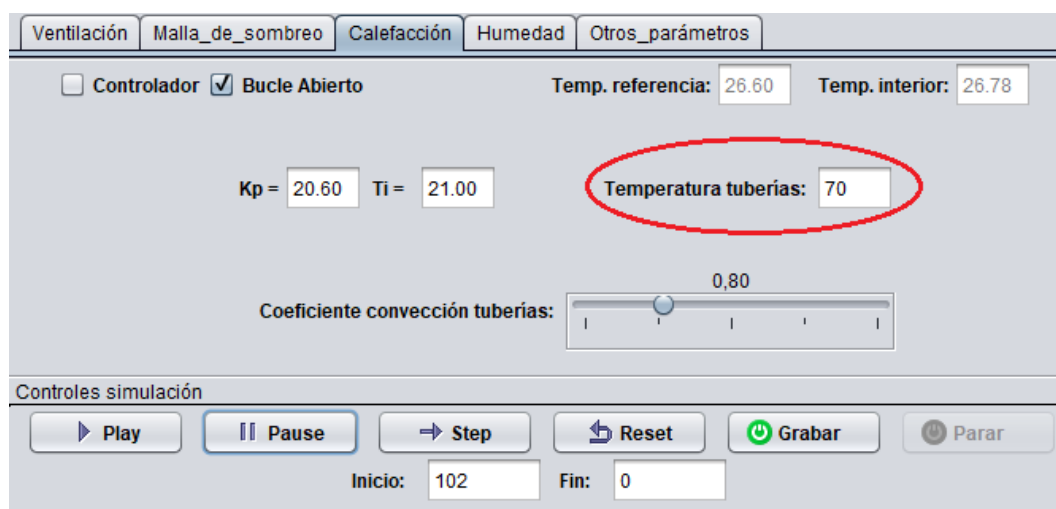 Ventilación Malla_de_sombreo Calefacción Humedad Otros_parámetros
Controlador Bucle Abierto Temp. referencia: 26.60 Temp. interior: 26.78
Kp = 20.60 Ti = 21.00 Temperatura tuberías: 70
0,80
Coeficiente convección tuberías:
Controles simulación
Play Pause Step Reset Grabar Parar
Inicio: 102 Fin: 0